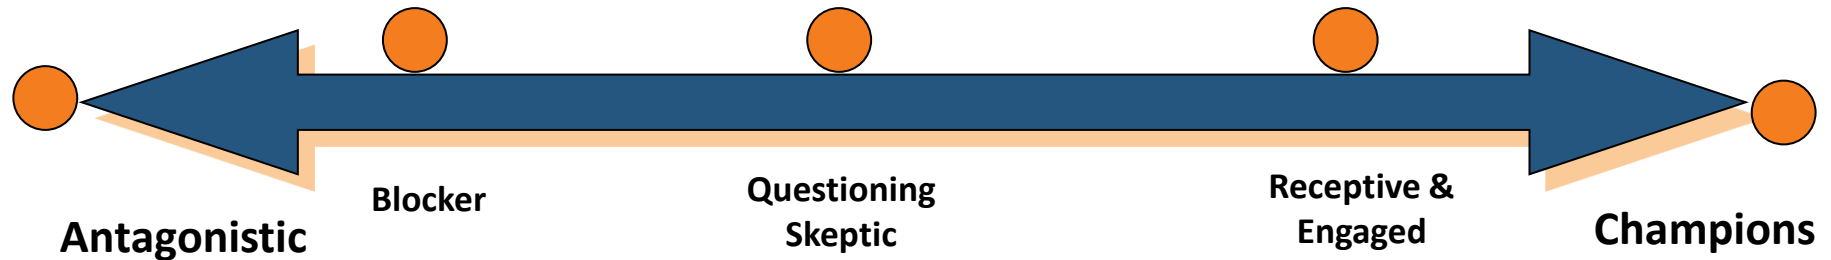 Antagonistic
Blocker
Questioning
Skeptic
Receptive &
Engaged
Champions